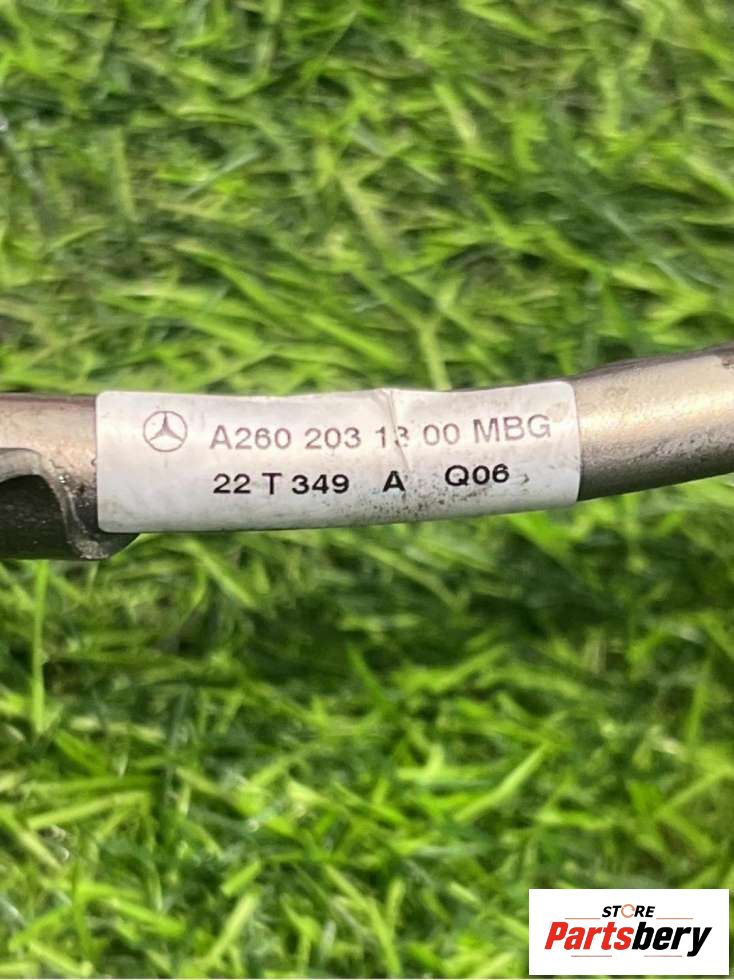 A260 203 13 00 MBG
22 T 349 A Q06
STORE
Partsbery